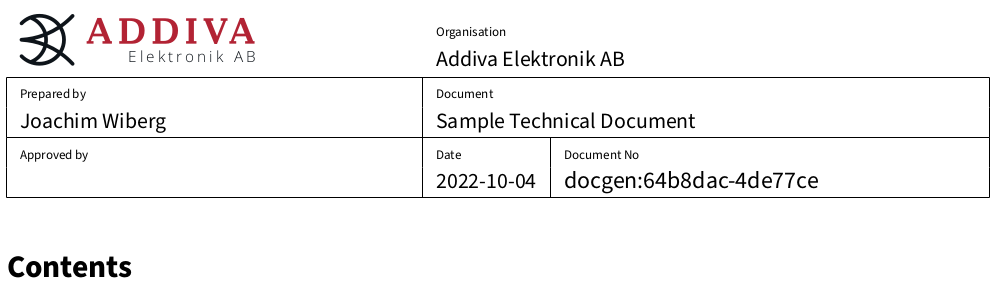 ADDIVA
Elektronik AB
Organisation
Addiva Elektronik AB
Prepared by
Joachim Wiberg
Document
Sample Technical Document
Approved by
Date
2022-10-04
Document No
docgen:64b8dac-4de77ce
Contents